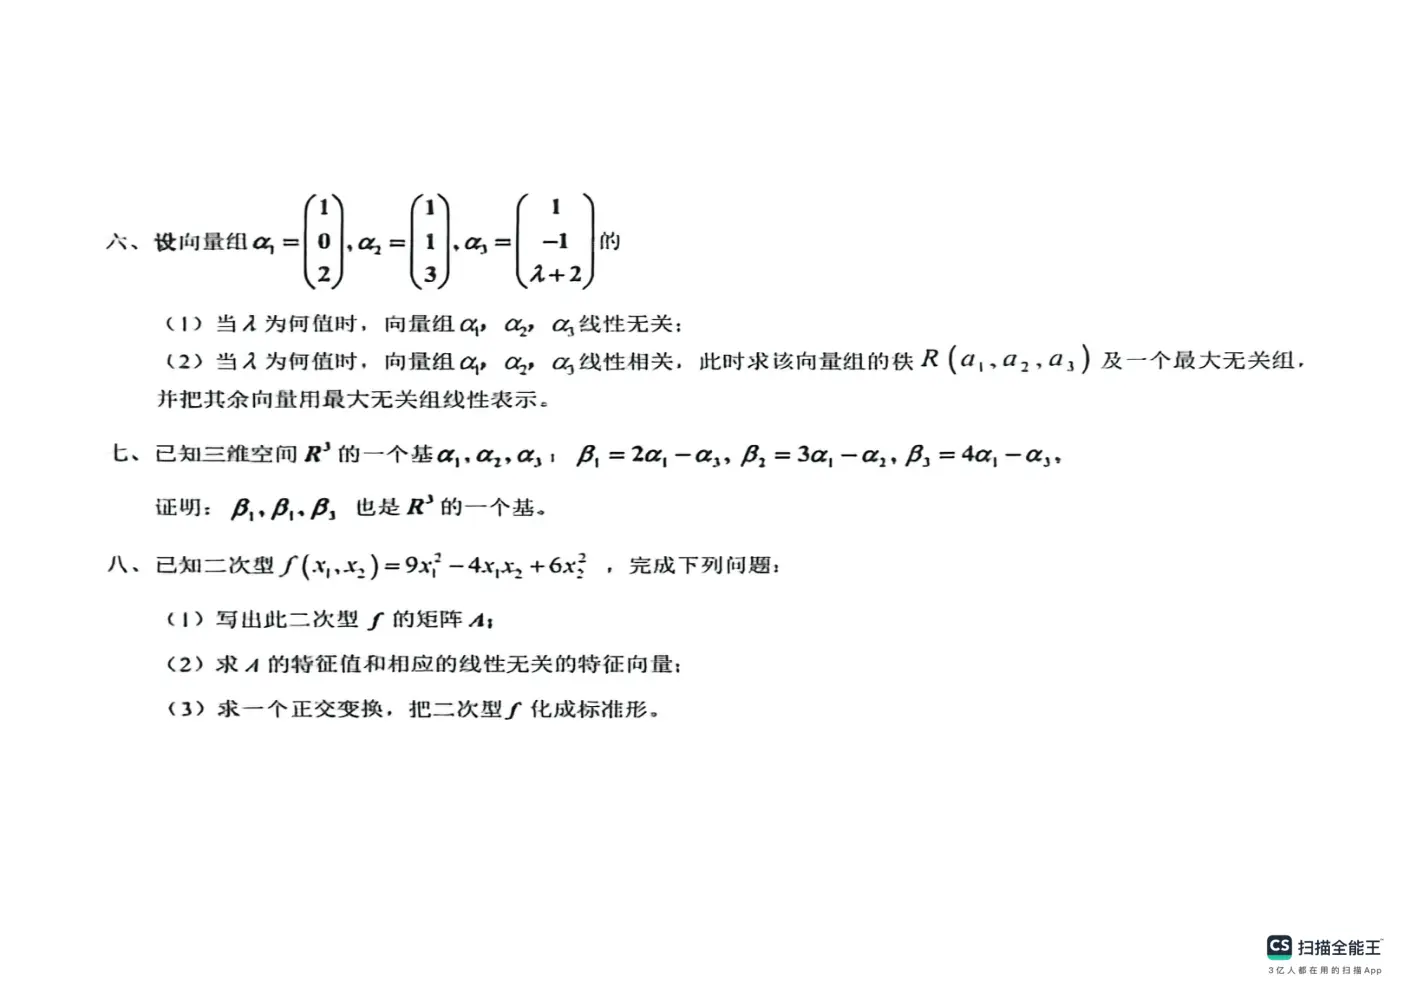 六、设向量组 α₁ = (1 0 2), α₂ = (1 1 3), α₃ = (1 −1 λ+2) 的
（1）当 λ 为何值时，向量组 α₁，α₂，α₃ 线性无关；
（2）当 λ 为何值时，向量组 α₁，α₂，α₃ 线性相关，此时求该向量组的秩 R(a₁, a₂, a₃) 及一个最大无关组，
并把其余向量用最大无关组线性表示。
七、已知三维空间 R³ 的一个基 α₁, α₂, α₃；β₁ = 2α₁ − α₃, β₂ = 3α₁ − α₂, β₃ = 4α₁ − α₃,
证明：β₁, β₁, β₃ 也是 R³ 的一个基。
八、已知二次型 f(x₁, x₂) = 9x₁² − 4x₁x₂ + 6x₂²，完成下列问题：
（1）写出此二次型 f 的矩阵 A；
（2）求 A 的特征值和相应的线性无关的特征向量；
（3）求一个正交变换，把二次型 f 化成标准形。
CS 扫描全能王
3亿人都在用的扫描App